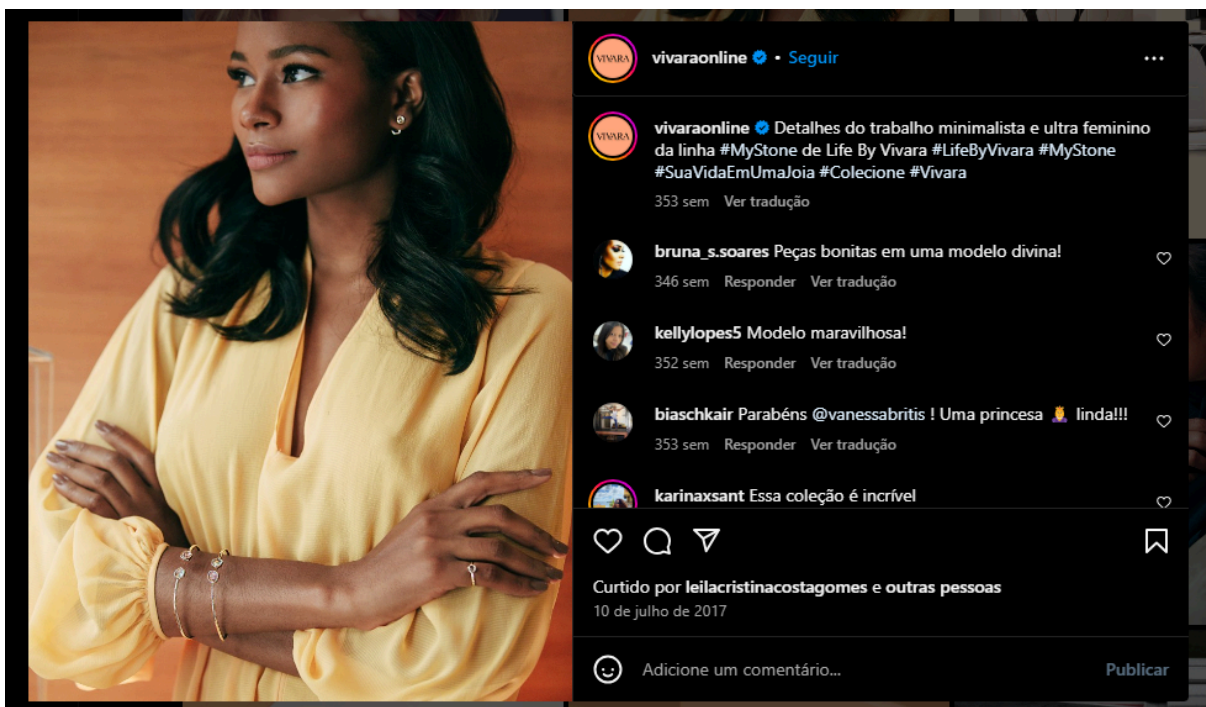 VIVARA
vivaraonline • Seguir
VIVARA
vivaraonline Detalhes do trabalho minimalista e ultra feminino
da linha #MyStone de Life By Vivara #LifeByVivara #MyStone
#SuaVidaEmUmaJoia #Colecione #Vivara
353 sem Ver tradução
bruna_s.soares Peças bonitas em uma modelo divina!
346 sem Responder Ver tradução
kellylopes5 Modelo maravilhosa!
352 sem Responder Ver tradução
biaschkair Parabéns @vanessabritis ! Uma princesa 👸 linda!!!
353 sem Responder Ver tradução
karinaxsant Essa coleção é incrível
Curtido por leilacristinacostagomes e outras pessoas
10 de julho de 2017
Adicione um comentário...
Publicar